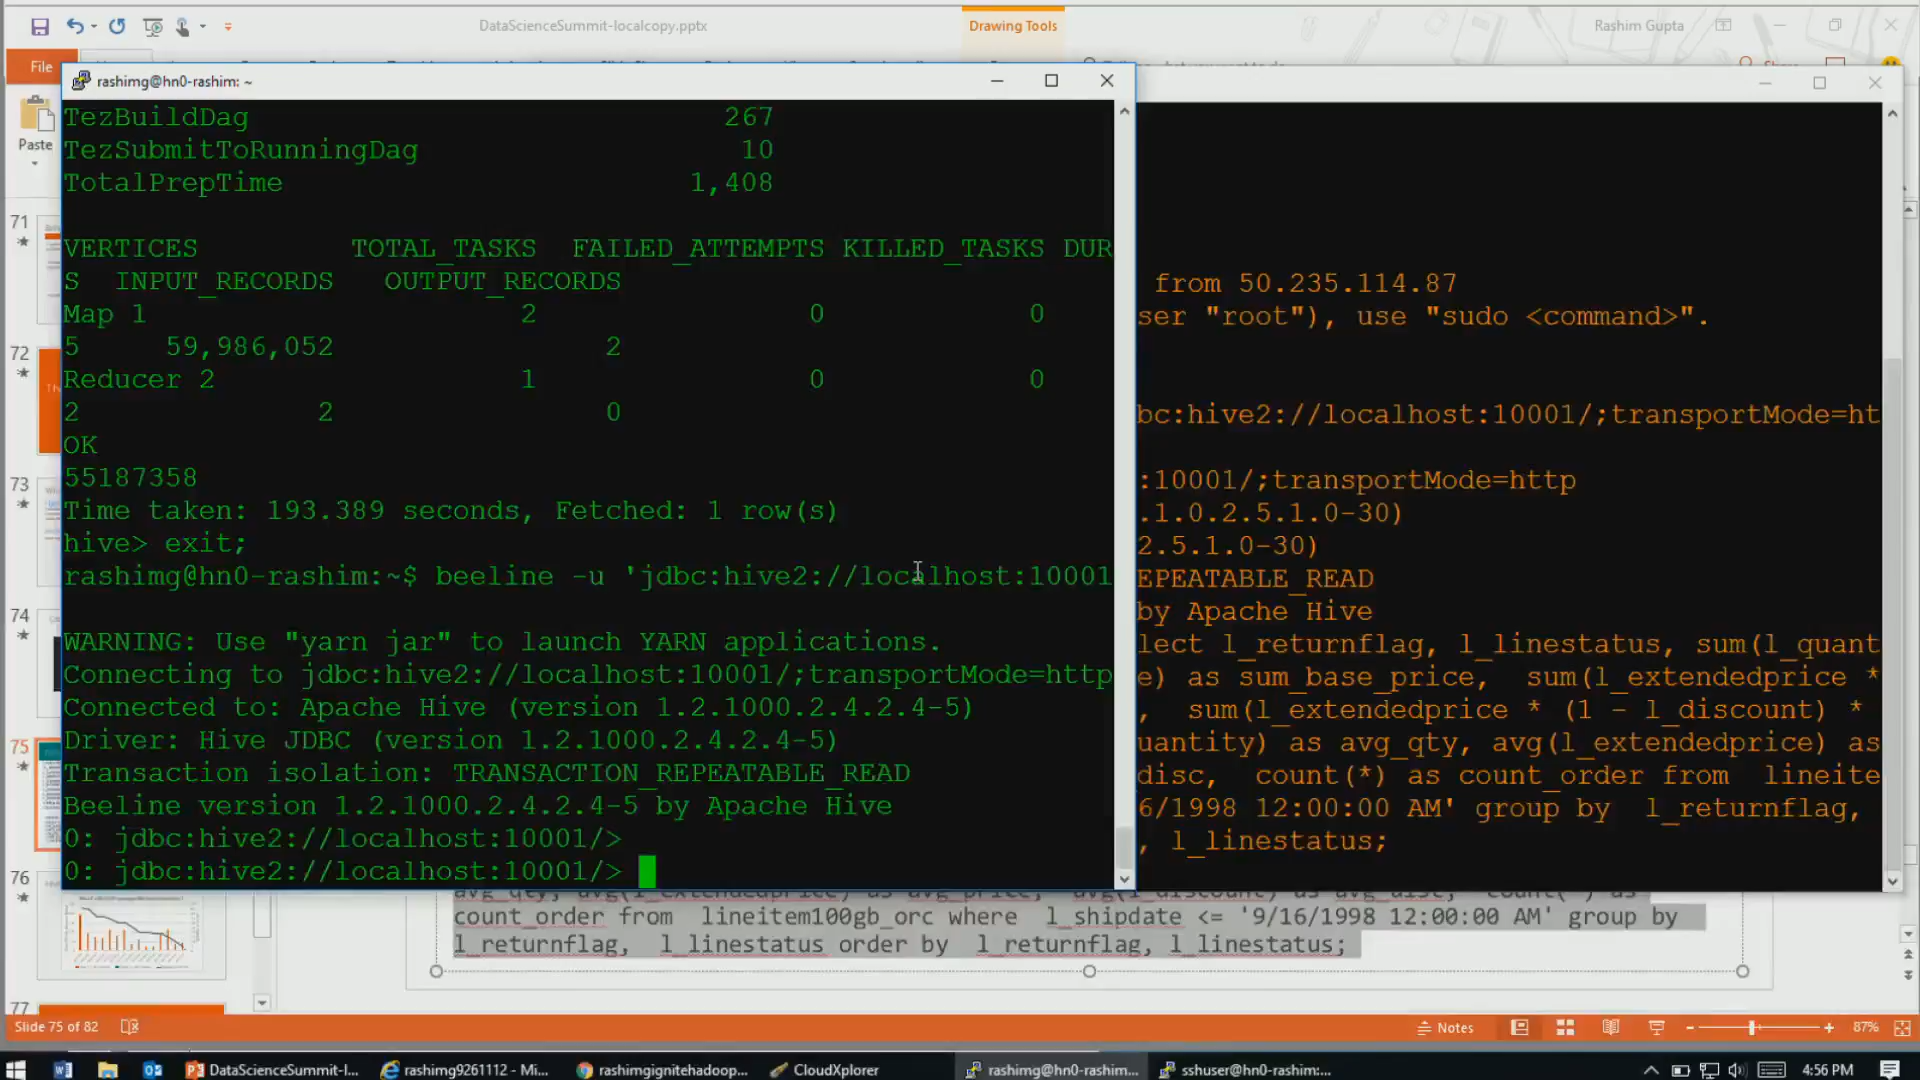 DataScienceSummit-localcopy.pptx
Drawing Tools
Rashim Gupta
File
rashimg@hn0-rashim: ~
Paste
TezBuildDag 267
TezSubmitToRunningDag 10
TotalPrepTime 1,408
VERTICES TOTAL_TASKS FAILED_ATTEMPTS KILLED_TASKS DUR
S INPUT_RECORDS OUTPUT_RECORDS
Map 1 2 0 0
5 59,986,052 2
Reducer 2 1 0 0
2 2 0
OK
55187358
Time taken: 193.389 seconds, Fetched: 1 row(s)
hive> exit;
rashimg@hn0-rashim:~$ beeline -u 'jdbc:hive2://localhost:10001
WARNING: Use "yarn jar" to launch YARN applications.
Connecting to jdbc:hive2://localhost:10001/;transportMode=http
Connected to: Apache Hive (version 1.2.1000.2.4.2.4-5)
Driver: Hive JDBC (version 1.2.1000.2.4.2.4-5)
Transaction isolation: TRANSACTION_REPEATABLE_READ
Beeline version 1.2.1000.2.4.2.4-5 by Apache Hive
0: jdbc:hive2://localhost:10001/>
0: jdbc:hive2://localhost:10001/>
from 50.235.114.87
ser "root"), use "sudo <command>".
bc:hive2://localhost:10001/;transportMode=ht
:10001/;transportMode=http
.1.0.2.5.1.0-30)
2.5.1.0-30)
EPEATABLE_READ
by Apache Hive
lect l_returnflag, l_linestatus, sum(l_quant
e) as sum_base_price, sum(l_extendedprice *
, sum(l_extendedprice * (1 - l_discount) *
uantity) as avg_qty, avg(l_extendedprice) as
disc, count(*) as count_order from lineite
6/1998 12:00:00 AM' group by l_returnflag,
, l_linestatus;
avg_qty, avg(l_extendedprice) as avg_price, avg(l_discount) as avg_disc, count(*) as
count_order from lineitem100gb_orc where l_shipdate <= '9/16/1998 12:00:00 AM' group by
l_returnflag, l_linestatus order by l_returnflag, l_linestatus;
71
72
73
74
75
76
77
Slide 75 of 82
Notes
87%
DataScienceSummit-l...
rashimg9261112 - Mi...
rashimgignitehadoop...
CloudXplorer
rashimg@hn0-rashim...
sshuser@hn0-rashim:...
4:56 PM